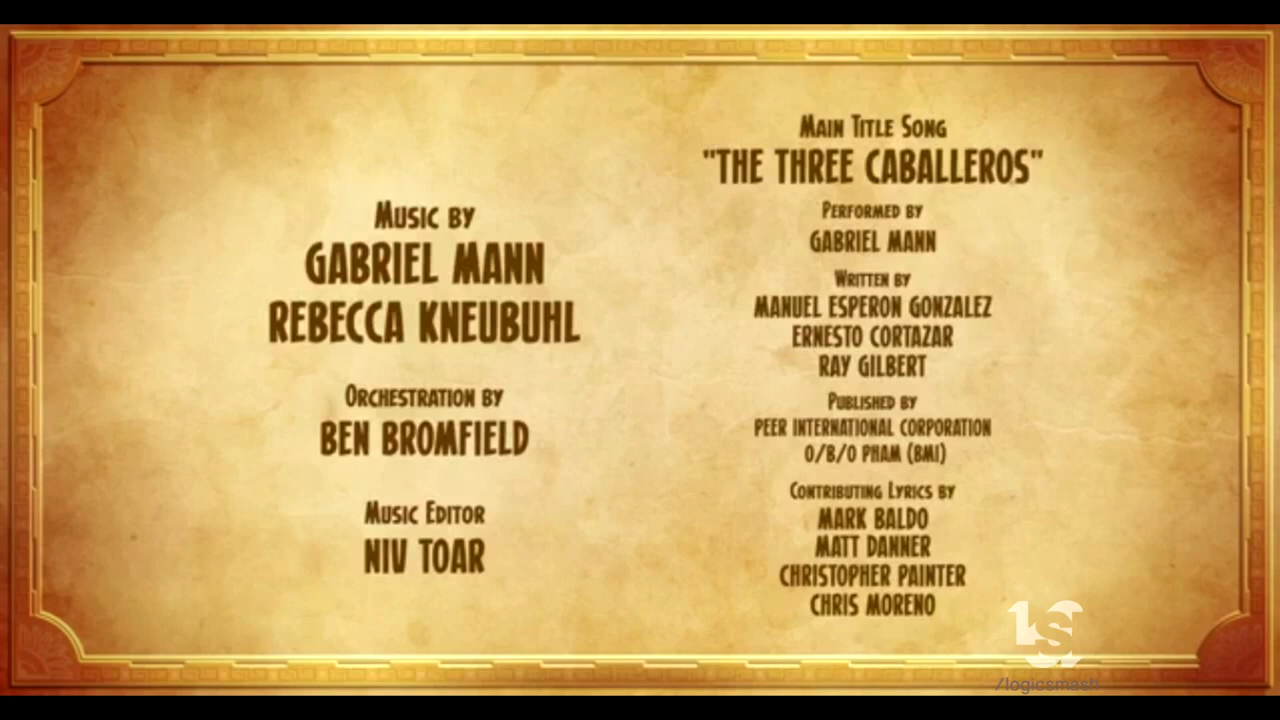 Music by
GABRIEL MANN
REBECCA KNEUBUHL
Orchestration by
BEN BROMFIELD
Music Editor
NIV TOAR
Main Title Song
"THE THREE CABALLEROS"
Performed by
GABRIEL MANN
Written by
MANUEL ESPERON GONZALEZ
ERNESTO CORTAZAR
RAY GILBERT
Published by
PEER INTERNATIONAL CORPORATION
O/B/O PHAM (BMI)
Contributing Lyrics by
MARK BALDO
MATT DANNER
CHRISTOPHER PAINTER
CHRIS MORENO
LS
/logicsmash